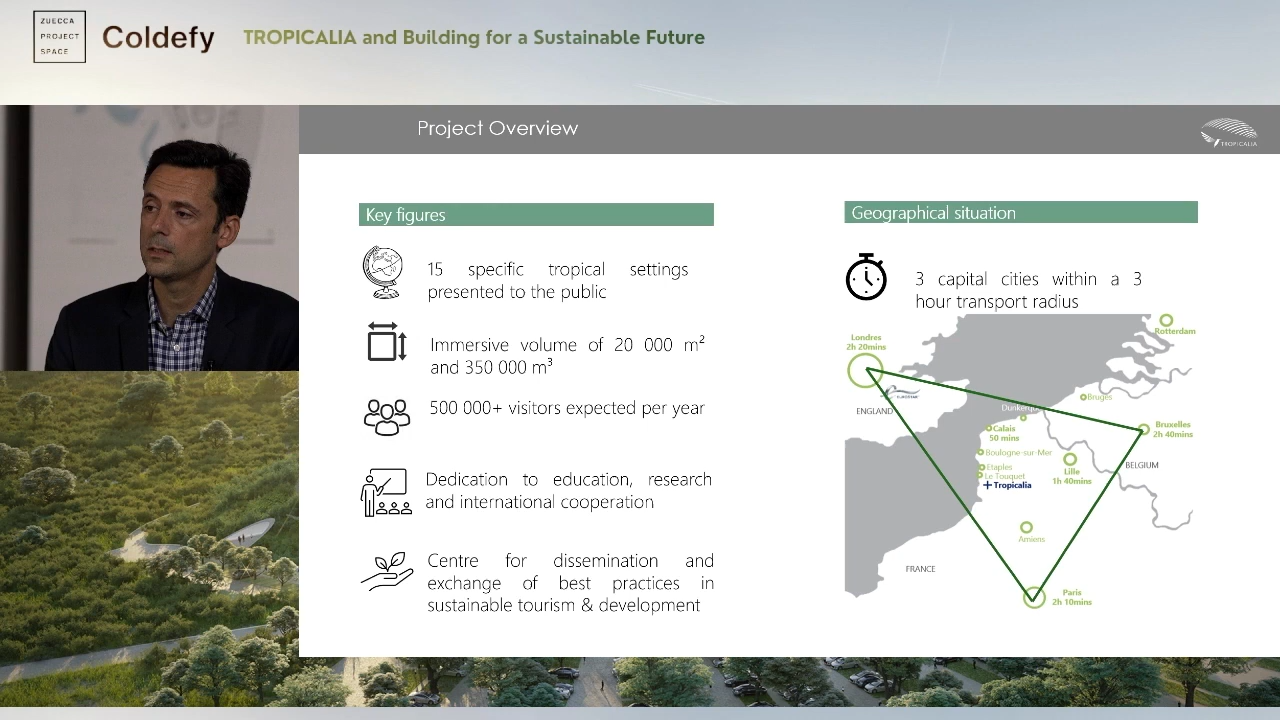 ZUECCA
PROJECT
SPACE
Coldefy
TROPICALIA and Building for a Sustainable Future
Project Overview
TROPICALIA
Key figures
15 specific tropical settings
presented to the public
Immersive volume of 20 000 m²
and 350 000 m³
500 000+ visitors expected per year
Dedication to education, research
and international cooperation
Centre for dissemination and
exchange of best practices in
sustainable tourism & development
Geographical situation
3 capital cities within a 3
hour transport radius
Rotterdam
Londres
2h 20mins
ENGLAND
Bruges
Calais
50 mins
Bruxelles
2h 40mins
Boulogne-sur-Mer
Etaples
Le Touquet
Tropicalia
Lille
1h 40mins
BELGIUM
Amiens
FRANCE
Paris
2h 10mins